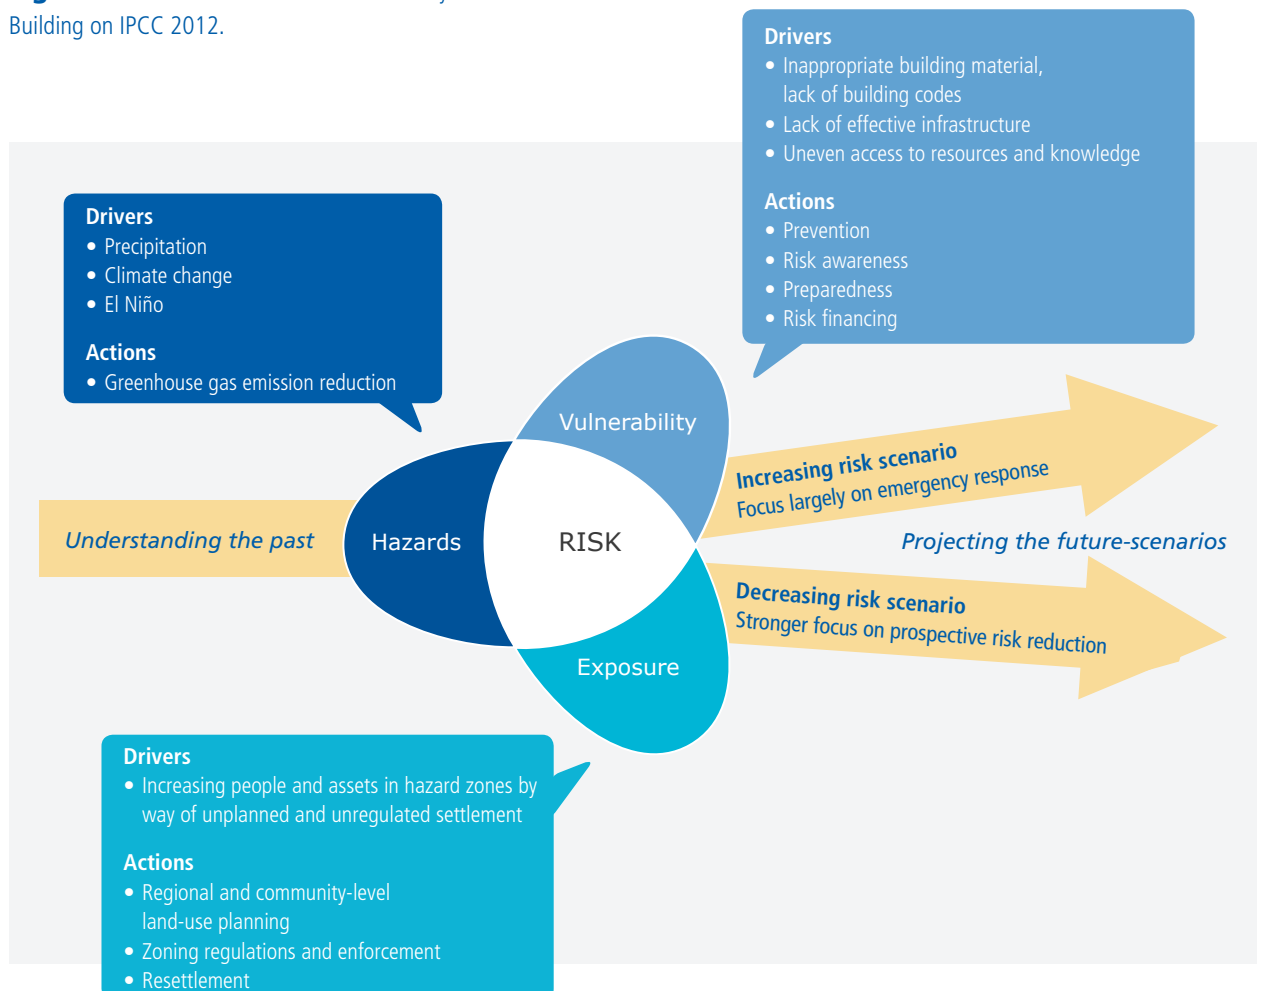 Building on IPCC 2012.
Drivers
• Inappropriate building material,
lack of building codes
• Lack of effective infrastructure
• Uneven access to resources and knowledge
Actions
• Prevention
• Risk awareness
• Preparedness
• Risk financing
Drivers
• Precipitation
• Climate change
• El Niño
Actions
• Greenhouse gas emission reduction
Vulnerability
Increasing risk scenario
Focus largely on emergency response
Understanding the past
Hazards
RISK
Projecting the future-scenarios
Decreasing risk scenario
Stronger focus on prospective risk reduction
Exposure
Drivers
• Increasing people and assets in hazard zones by
way of unplanned and unregulated settlement
Actions
• Regional and community-level
land-use planning
• Zoning regulations and enforcement
• Resettlement